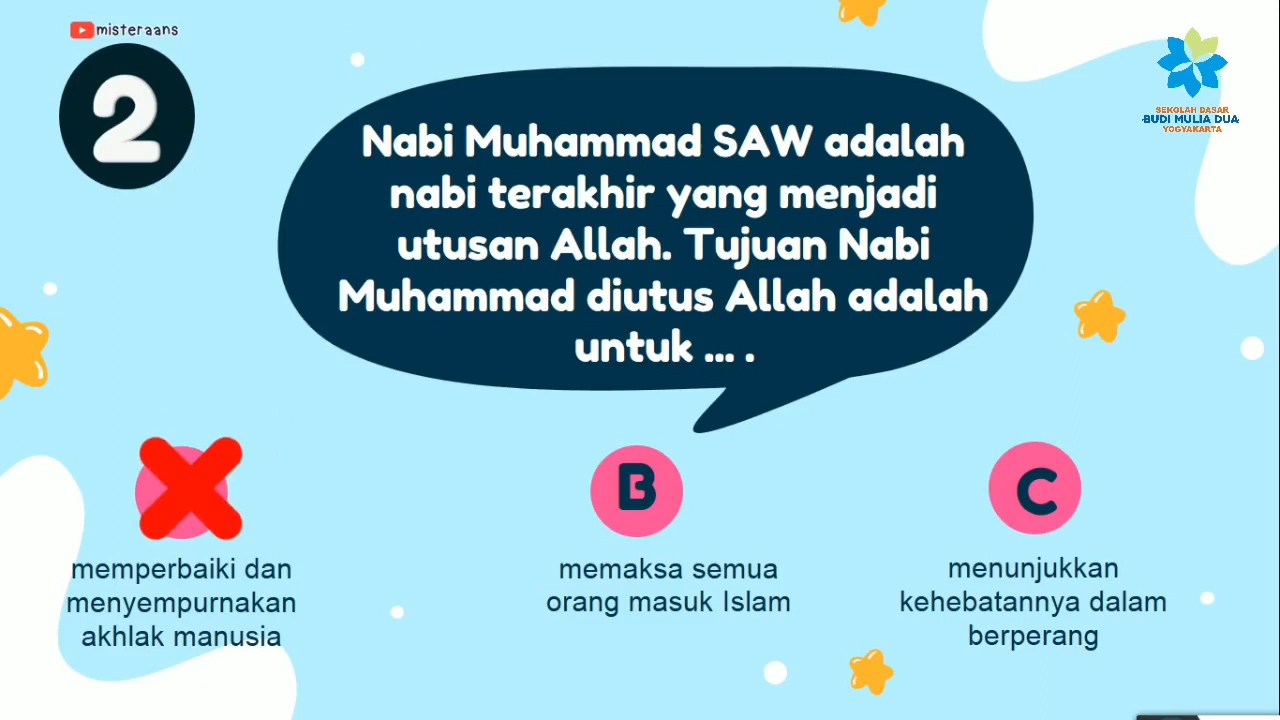 misteraans
2
SEKOLAH DASAR
BUDI MULIA DUA
YOGYAKARTA
Nabi Muhammad SAW adalah
nabi terakhir yang menjadi
utusan Allah. Tujuan Nabi
Muhammad diutus Allah adalah
untuk ... .
memperbaiki dan
menyempurnakan
akhlak manusia
B
memaksa semua
orang masuk Islam
C
menunjukkan
kehebatannya dalam
berperang